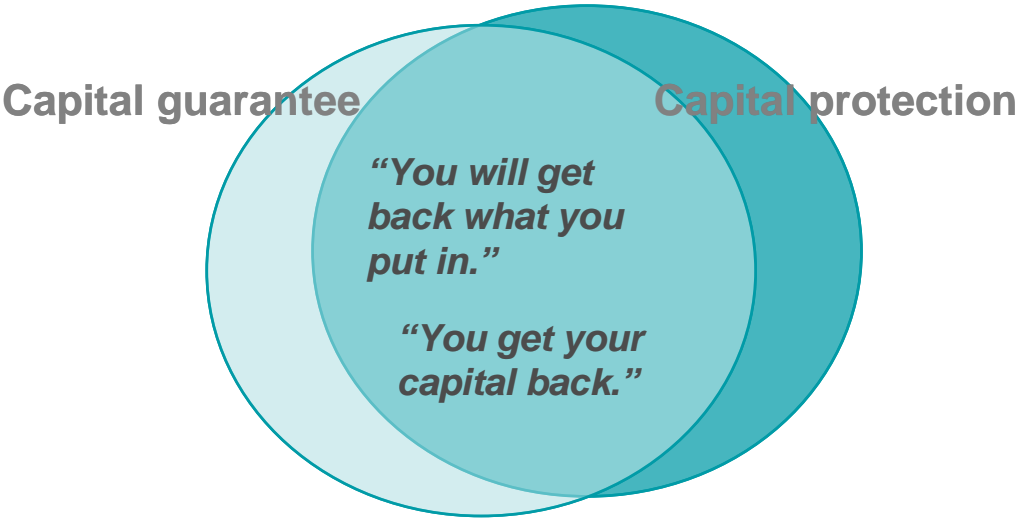 Capital guarantee
Capital protection
“You will get
back what you
put in.”
“You get your
capital back.”